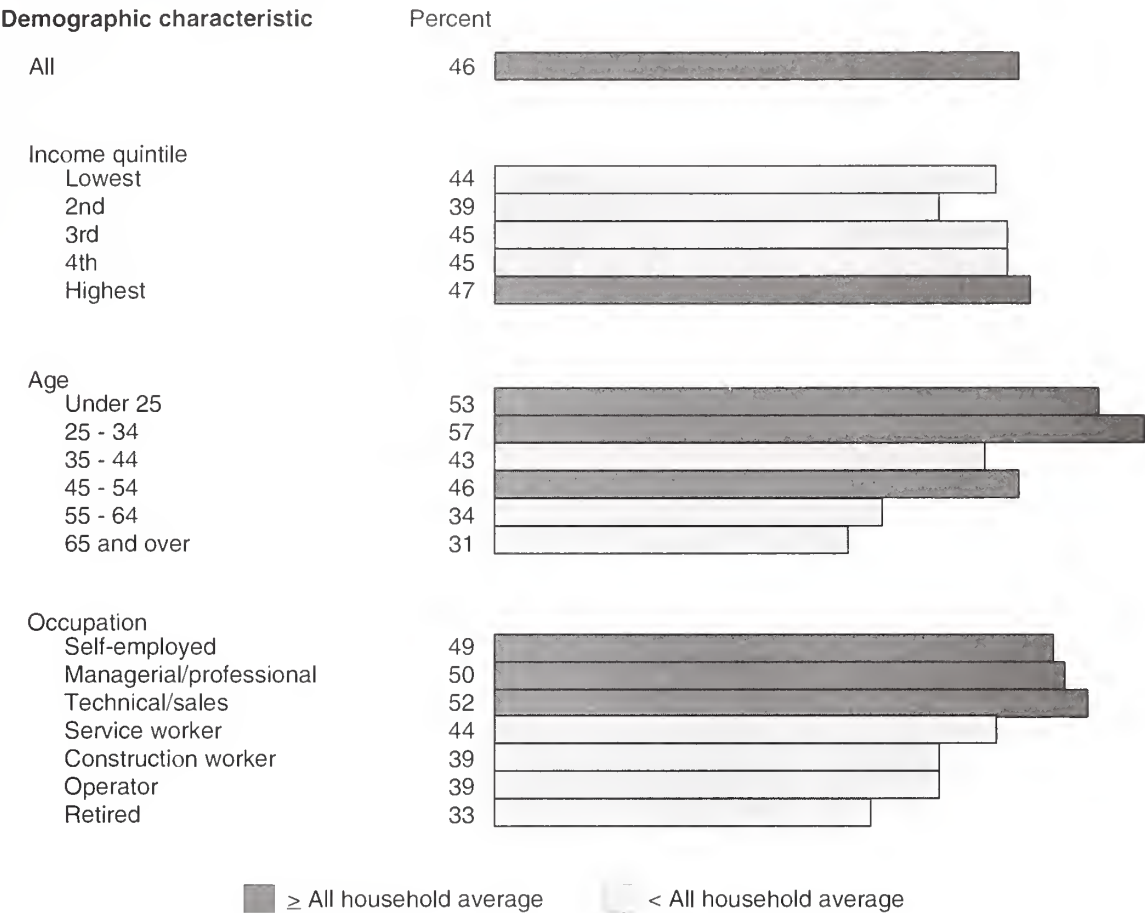 Demographic characteristic Percent
All 46
Income quintile
Lowest 44
2nd 39
3rd 45
4th 45
Highest 47
Age
Under 25 53
25 - 34 57
35 - 44 43
45 - 54 46
55 - 64 34
65 and over 31
Occupation
Self-employed 49
Managerial/professional 50
Technical/sales 52
Service worker 44
Construction worker 39
Operator 39
Retired 33
≥ All household average < All household average